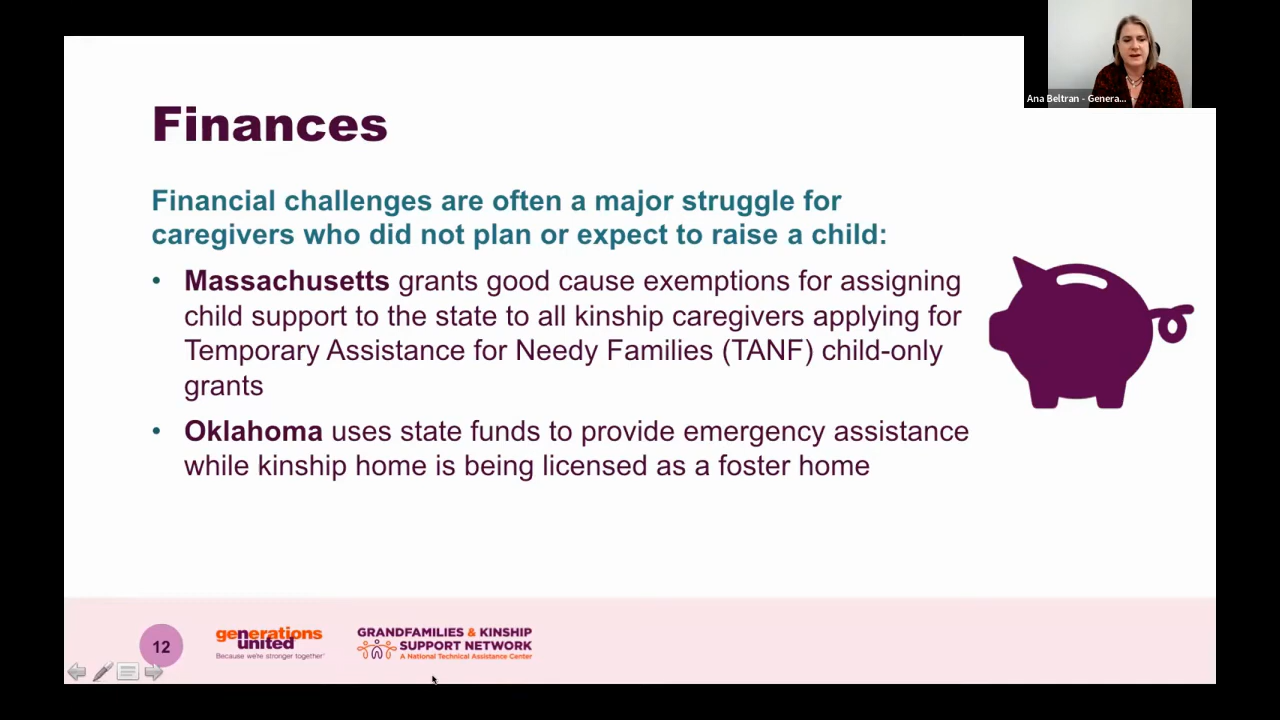 Ana Beltran - Genera...
Finances
Financial challenges are often a major struggle for
caregivers who did not plan or expect to raise a child:
• Massachusetts grants good cause exemptions for assigning
child support to the state to all kinship caregivers applying for
Temporary Assistance for Needy Families (TANF) child-only
grants
• Oklahoma uses state funds to provide emergency assistance
while kinship home is being licensed as a foster home
12
generations
united
Because we're stronger together®
GRANDFAMILIES & KINSHIP
SUPPORT NETWORK
A National Technical Assistance Center